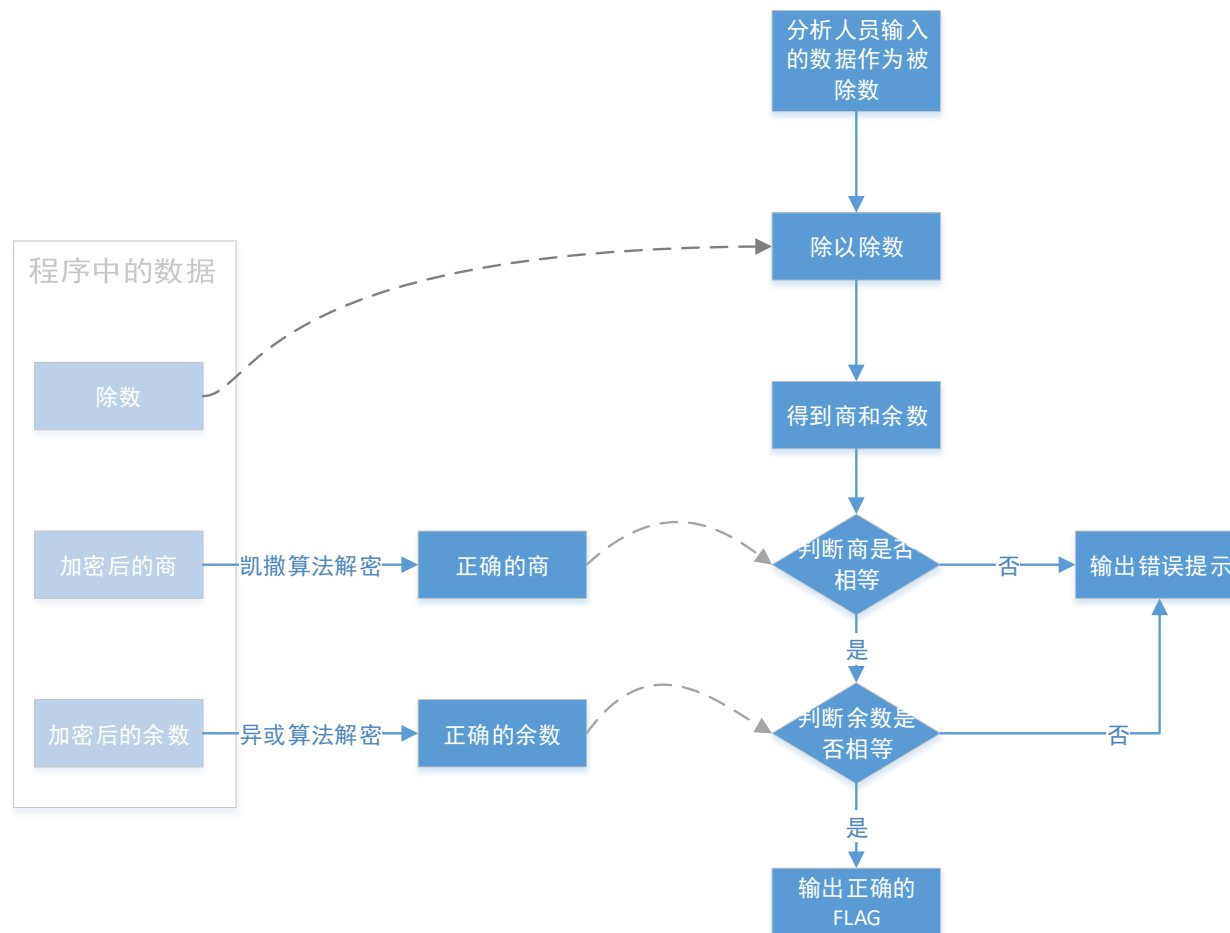 分析人员输入
的数据作为被
除数
除以除数
程序中的数据
除数
得到商和余数
加密后的商
凯撒算法解密
正确的商
判断商是否
相等
否
输出错误提示
是
加密后的余数
异或算法解密
正确的余数
判断余数是
否相等
否
是
输出正确的
FLAG